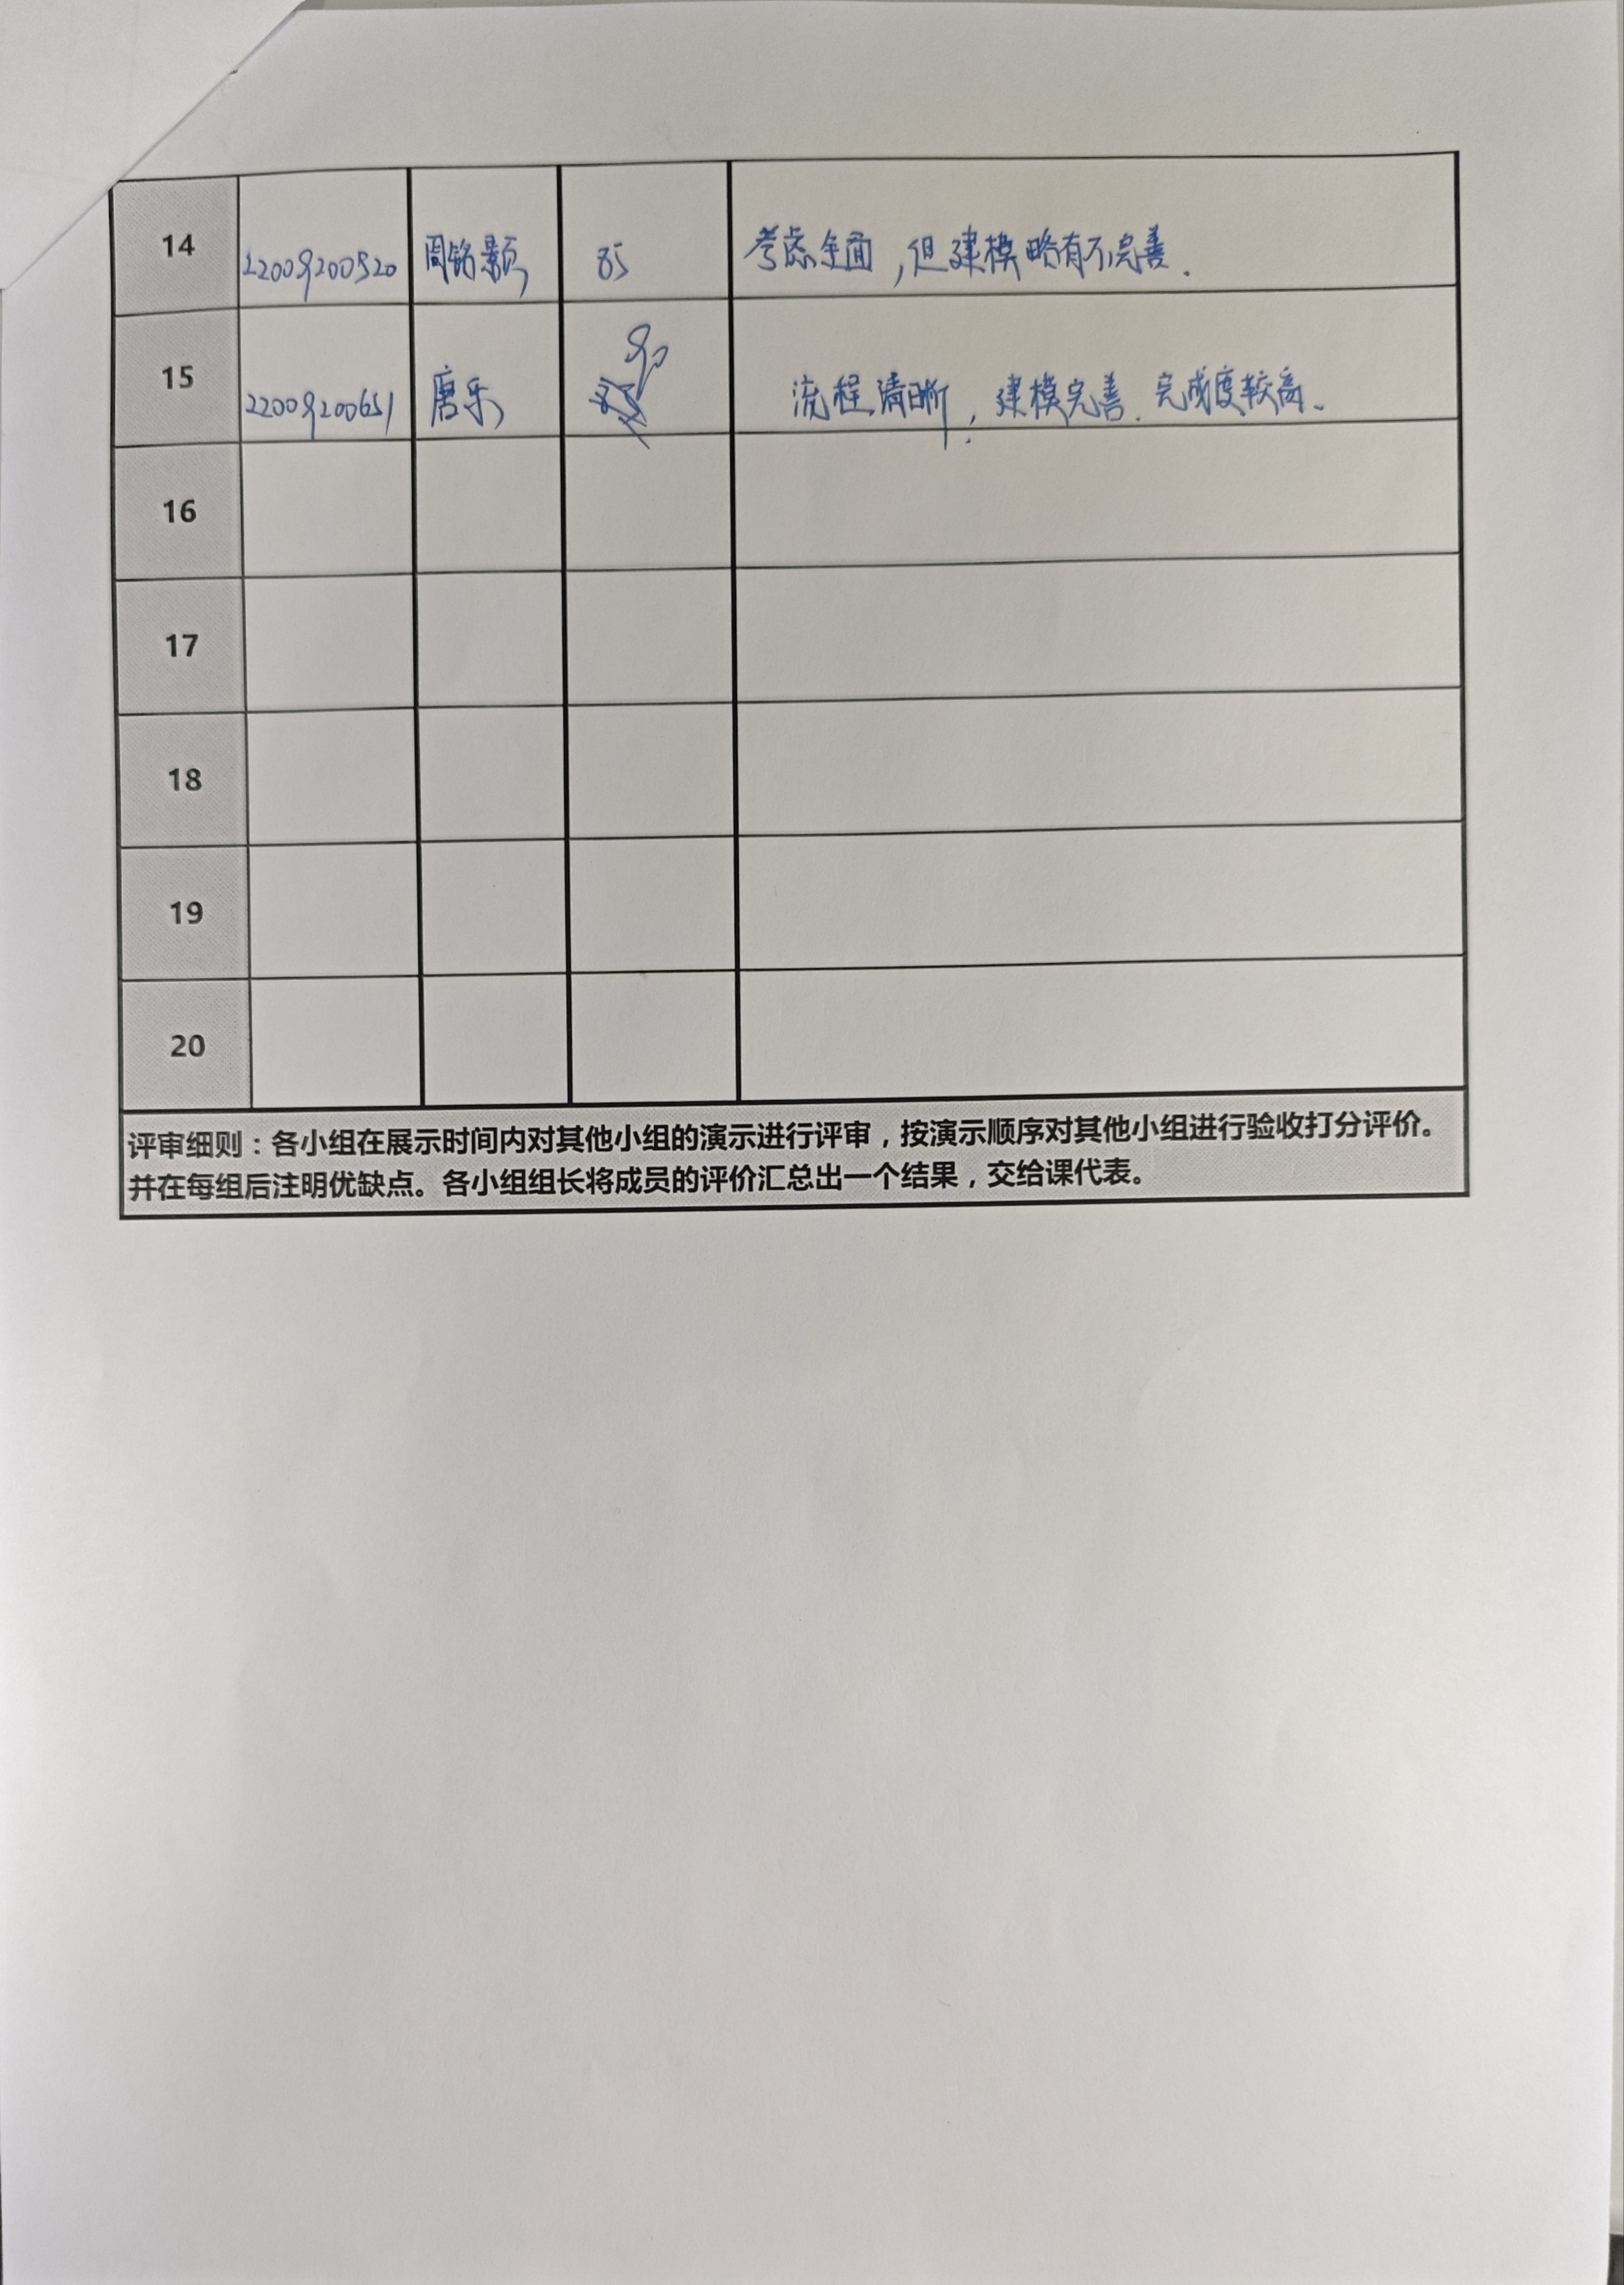 14 22009200520 周铭颢 85 考虑全面，但建模略有不完善.
15 22009200651 唐乐 90 流程清晰，建模完善.完成度较高.
16
17
18
19
20
评审细则：各小组在展示时间内对其他小组的演示进行评审，按演示顺序对其他小组进行验收打分评价。
并在每组后注明优缺点。各小组组长将成员的评价汇总出一个结果，交给课代表。